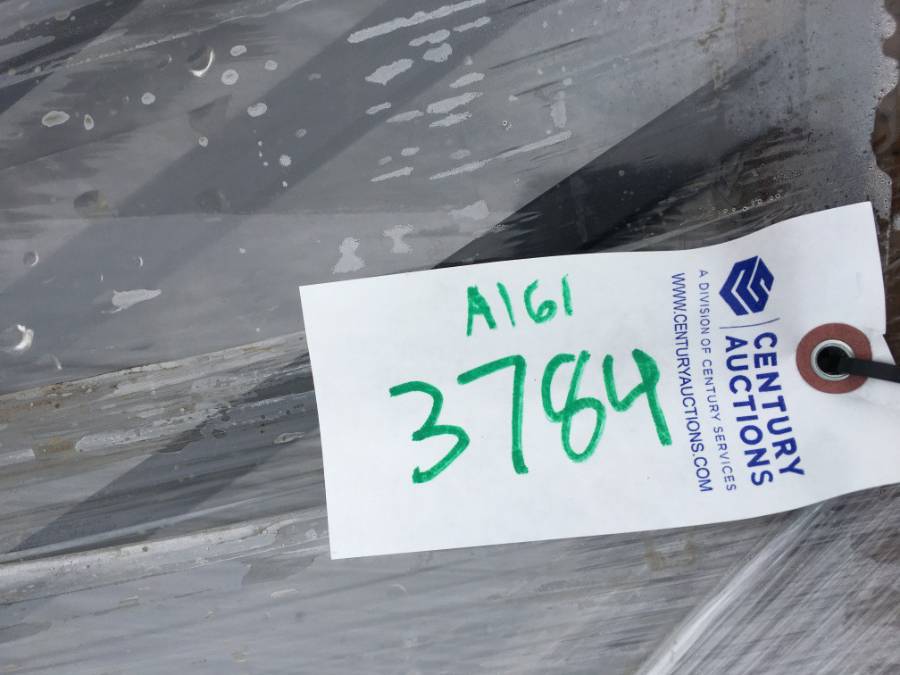 A161
3784
CENTURY
AUCTIONS
A DIVISION OF CENTURY SERVICES
WWW.CENTURYAUCTIONS.COM